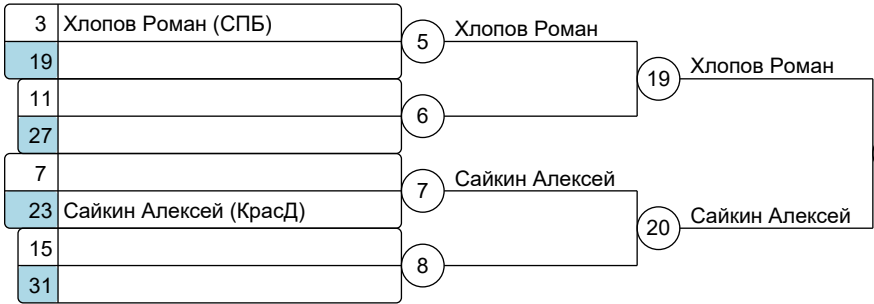 3 Хлопов Роман (СПБ)
5 Хлопов Роман
19
19 Хлопов Роман
11
6
27
7
7 Сайкин Алексей
23 Сайкин Алексей (КрасД)
20 Сайкин Алексей
15
8
31